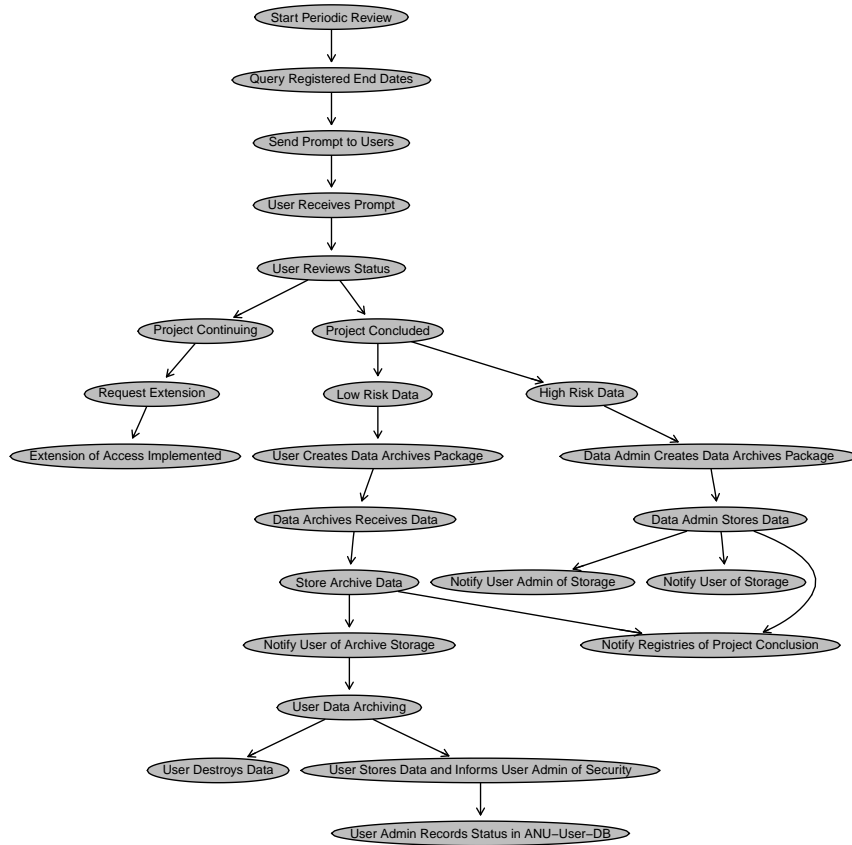 Start Periodic Review
Query Registered End Dates
Send Prompt to Users
User Receives Prompt
User Reviews Status
Project Continuing
Project Concluded
Request Extension
Low Risk Data
High Risk Data
Extension of Access Implemented
User Creates Data Archives Package
Data Admin Creates Data Archives Package
Data Archives Receives Data
Data Admin Stores Data
Store Archive Data
Notify User Admin of Storage
Notify User of Storage
Notify User of Archive Storage
Notify Registries of Project Conclusion
User Data Archiving
User Destroys Data
User Stores Data and Informs User Admin of Security
User Admin Records Status in ANU−User−DB